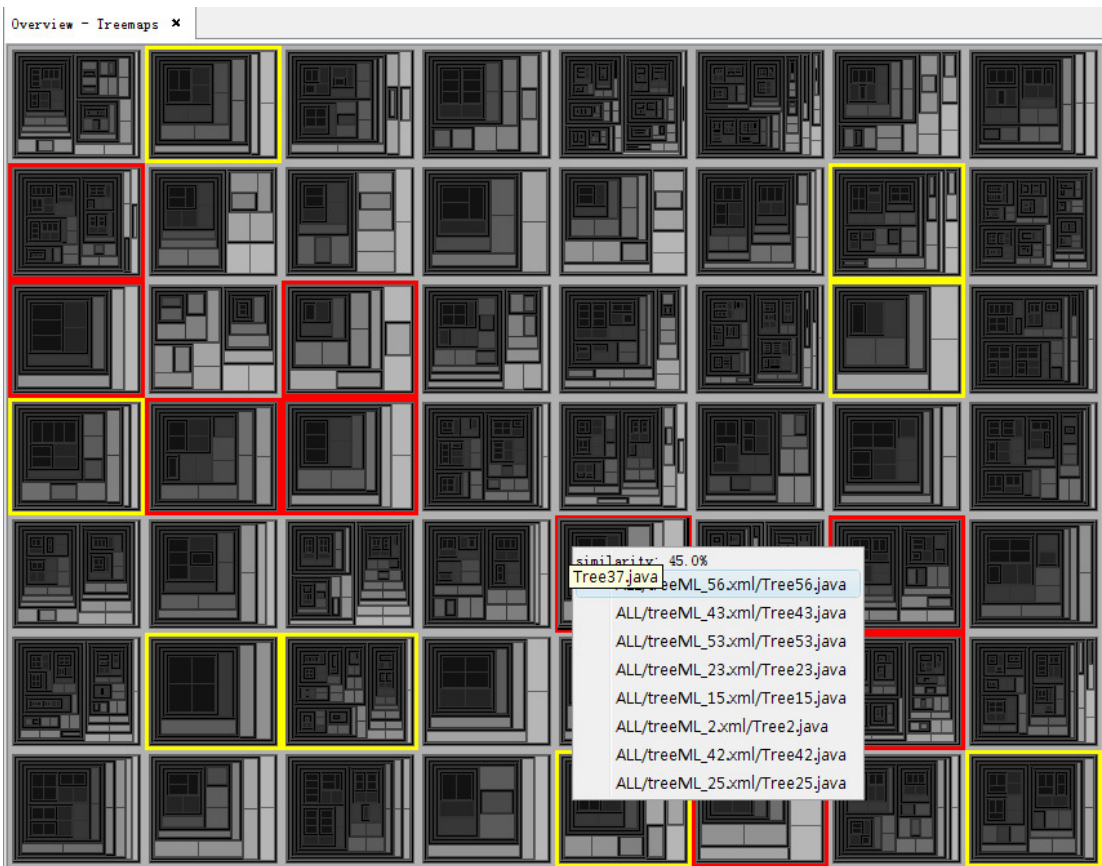 Overview - Treemaps ×
similarity: 45.0%
Tree37.java
ALL/treeML_56.xml/Tree56.java
ALL/treeML_43.xml/Tree43.java
ALL/treeML_53.xml/Tree53.java
ALL/treeML_23.xml/Tree23.java
ALL/treeML_15.xml/Tree15.java
ALL/treeML_2.xml/Tree2.java
ALL/treeML_42.xml/Tree42.java
ALL/treeML_25.xml/Tree25.java